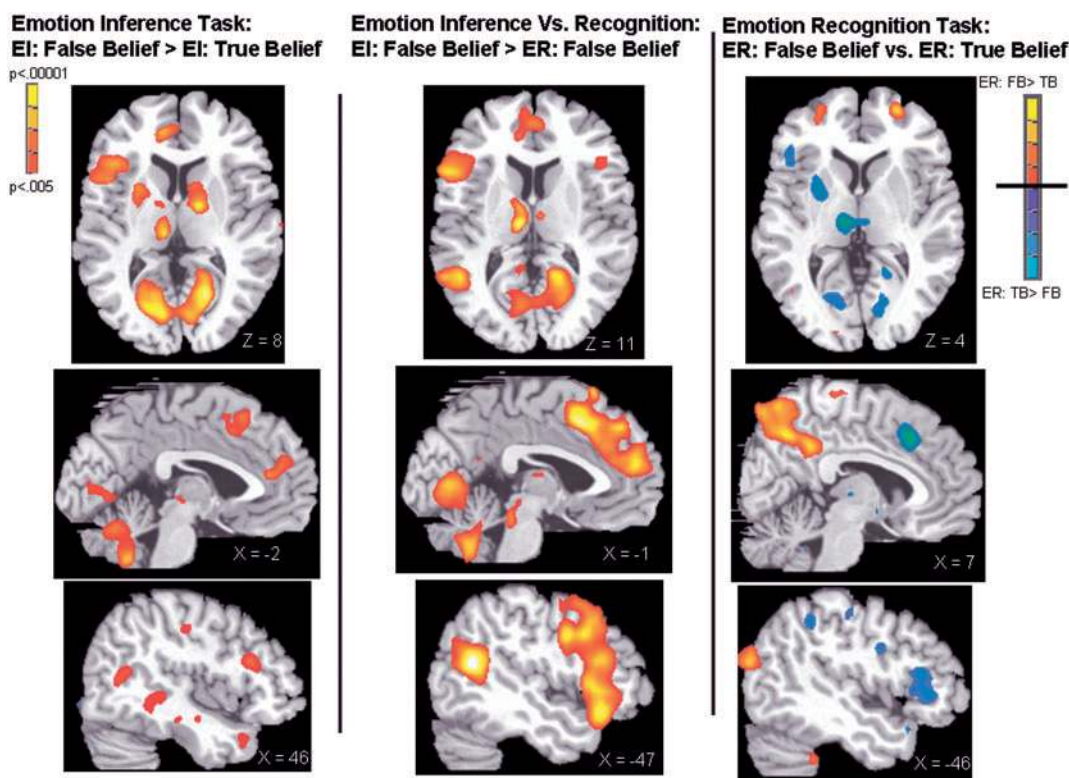 Emotion Inference Task:
EI: False Belief > EI: True Belief
p<.00001
p<.005
Z = 8
X = -2
X = 46
Emotion Inference Vs. Recognition:
EI: False Belief > ER: False Belief
Z = 11
X = -1
X = -47
Emotion Recognition Task:
ER: False Belief vs. ER: True Belief
ER: FB> TB
ER: TB> FB
Z = 4
X = 7
X = -46